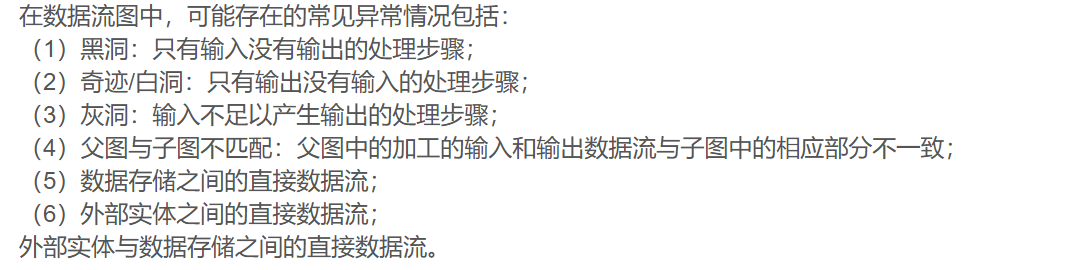 在数据流图中，可能存在的常见异常情况包括：
（1）黑洞：只有输入没有输出的处理步骤；
（2）奇迹/白洞：只有输出没有输入的处理步骤；
（3）灰洞：输入不足以产生输出的处理步骤；
（4）父图与子图不匹配：父图中的加工的输入和输出数据流与子图中的相应部分不一致；
（5）数据存储之间的直接数据流；
（6）外部实体之间的直接数据流；
外部实体与数据存储之间的直接数据流。